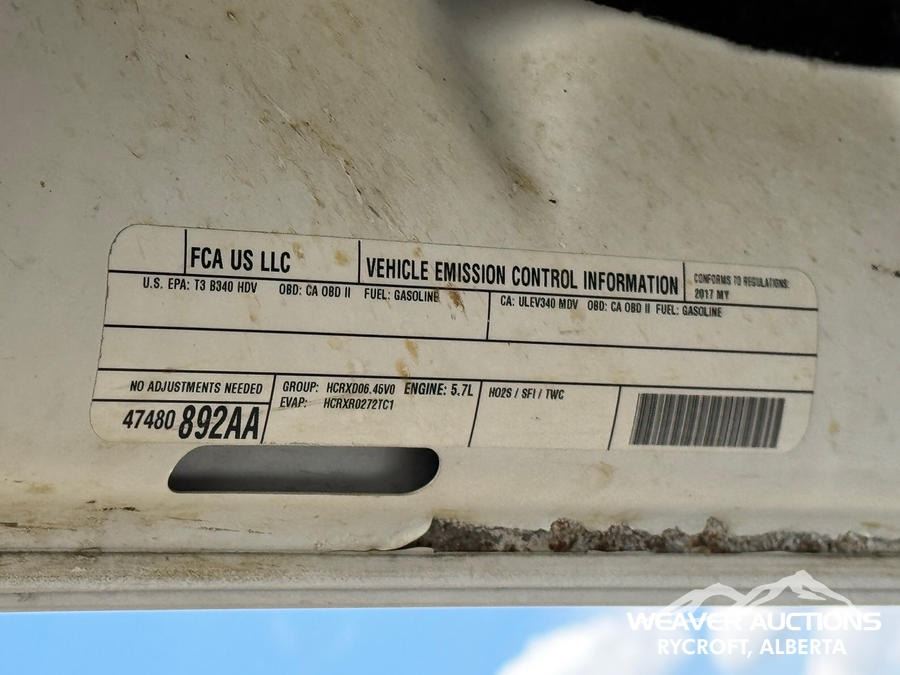 FCA US LLC
VEHICLE EMISSION CONTROL INFORMATION
CONFORMS TO REGULATIONS:
2017 MY
U.S. EPA: T3 B340 HDV OBD: CA OBD II FUEL: GASOLINE
CA: ULEV340 MDV OBD: CA OBD II FUEL: GASOLINE
NO ADJUSTMENTS NEEDED
47480 892AA
GROUP: HCRXD06.45V0 ENGINE: 5.7L
EVAP: HCRXR0272TC1
HO2S / SFI / TWC
WEAVER AUCTIONS
RYCROFT, ALBERTA